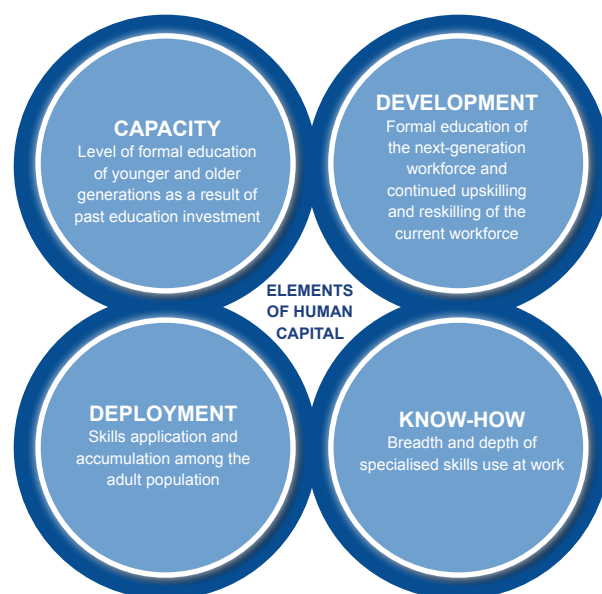 CAPACITY
Level of formal education
of younger and older
generations as a result of
past education investment
DEVELOPMENT
Formal education of
the next-generation
workforce and
continued upskilling
and reskilling of the
current workforce
ELEMENTS
OF HUMAN
CAPITAL
DEPLOYMENT
Skills application and
accumulation among the
adult population
KNOW-HOW
Breadth and depth of
specialised skills use at work